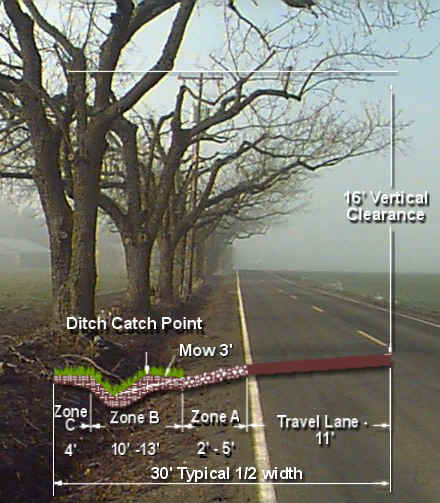 16' Vertical
Clearance
Ditch Catch Point
Mow 3'
Zone C
Zone B
Zone A
Travel Lane -
11'
4'
10' -13'
2' - 5'
30' Typical 1/2 width